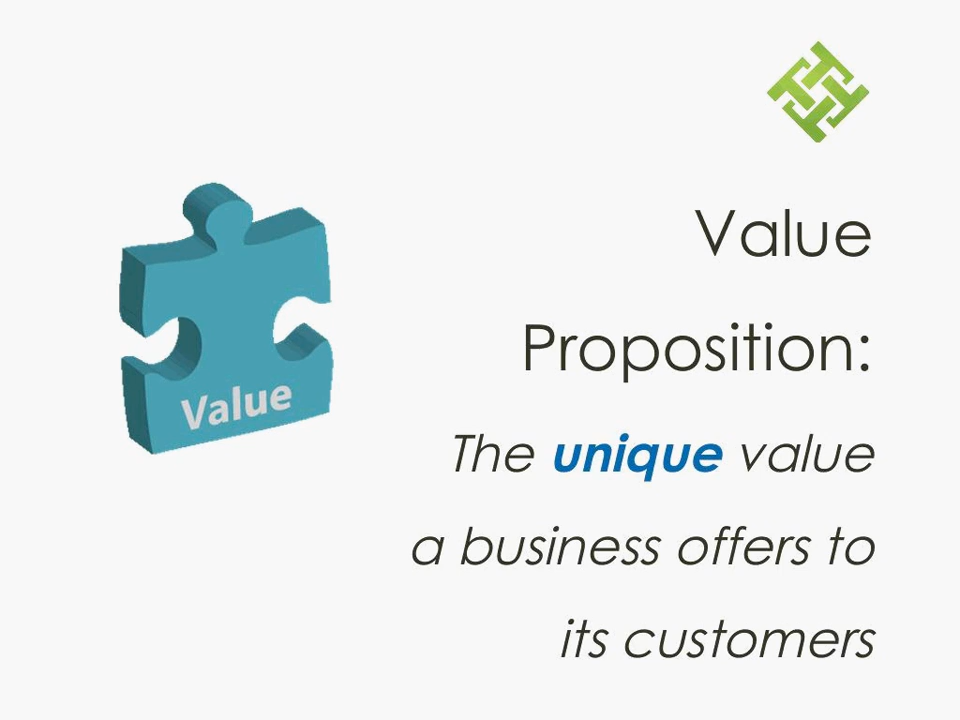 Value
Proposition:
The unique value
a business offers to
its customers
Value